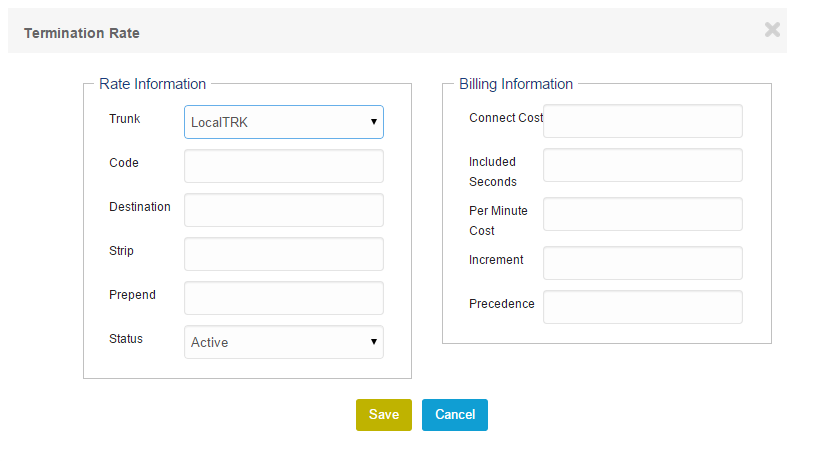 Termination Rate
Rate Information
Trunk
LocalTRK
Code
Destination
Strip
Prepend
Status
Active
Billing Information
Connect Cost
Included
Seconds
Per Minute
Cost
Increment
Precedence
Save
Cancel